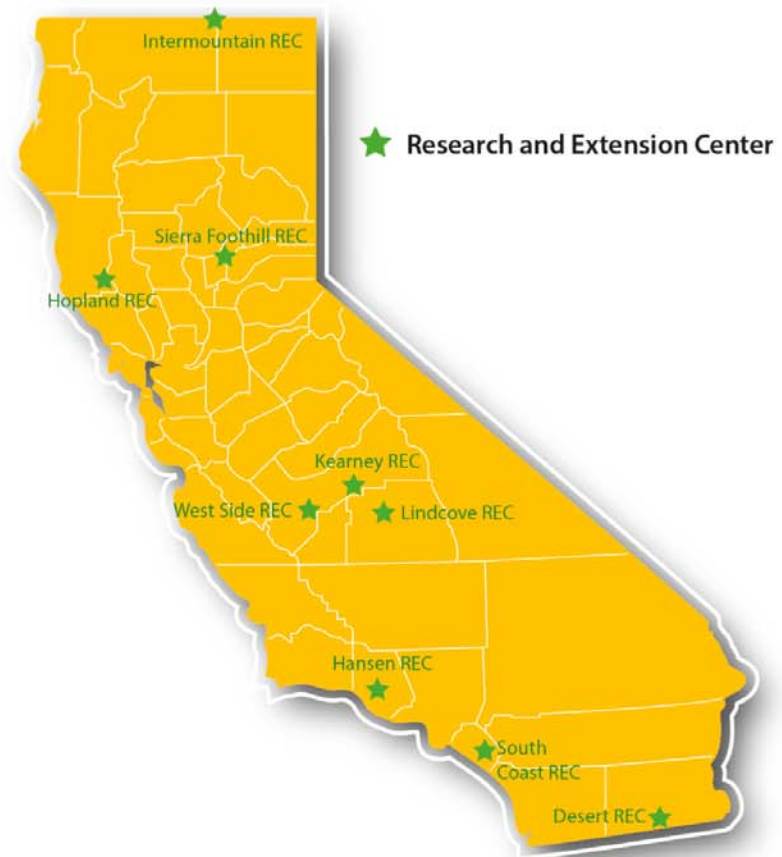 Intermountain REC
Research and Extension Center
Sierra Foothill REC
Hopland REC
Kearney REC
West Side REC
Lindcove REC
Hansen REC
South
Coast REC
Desert REC